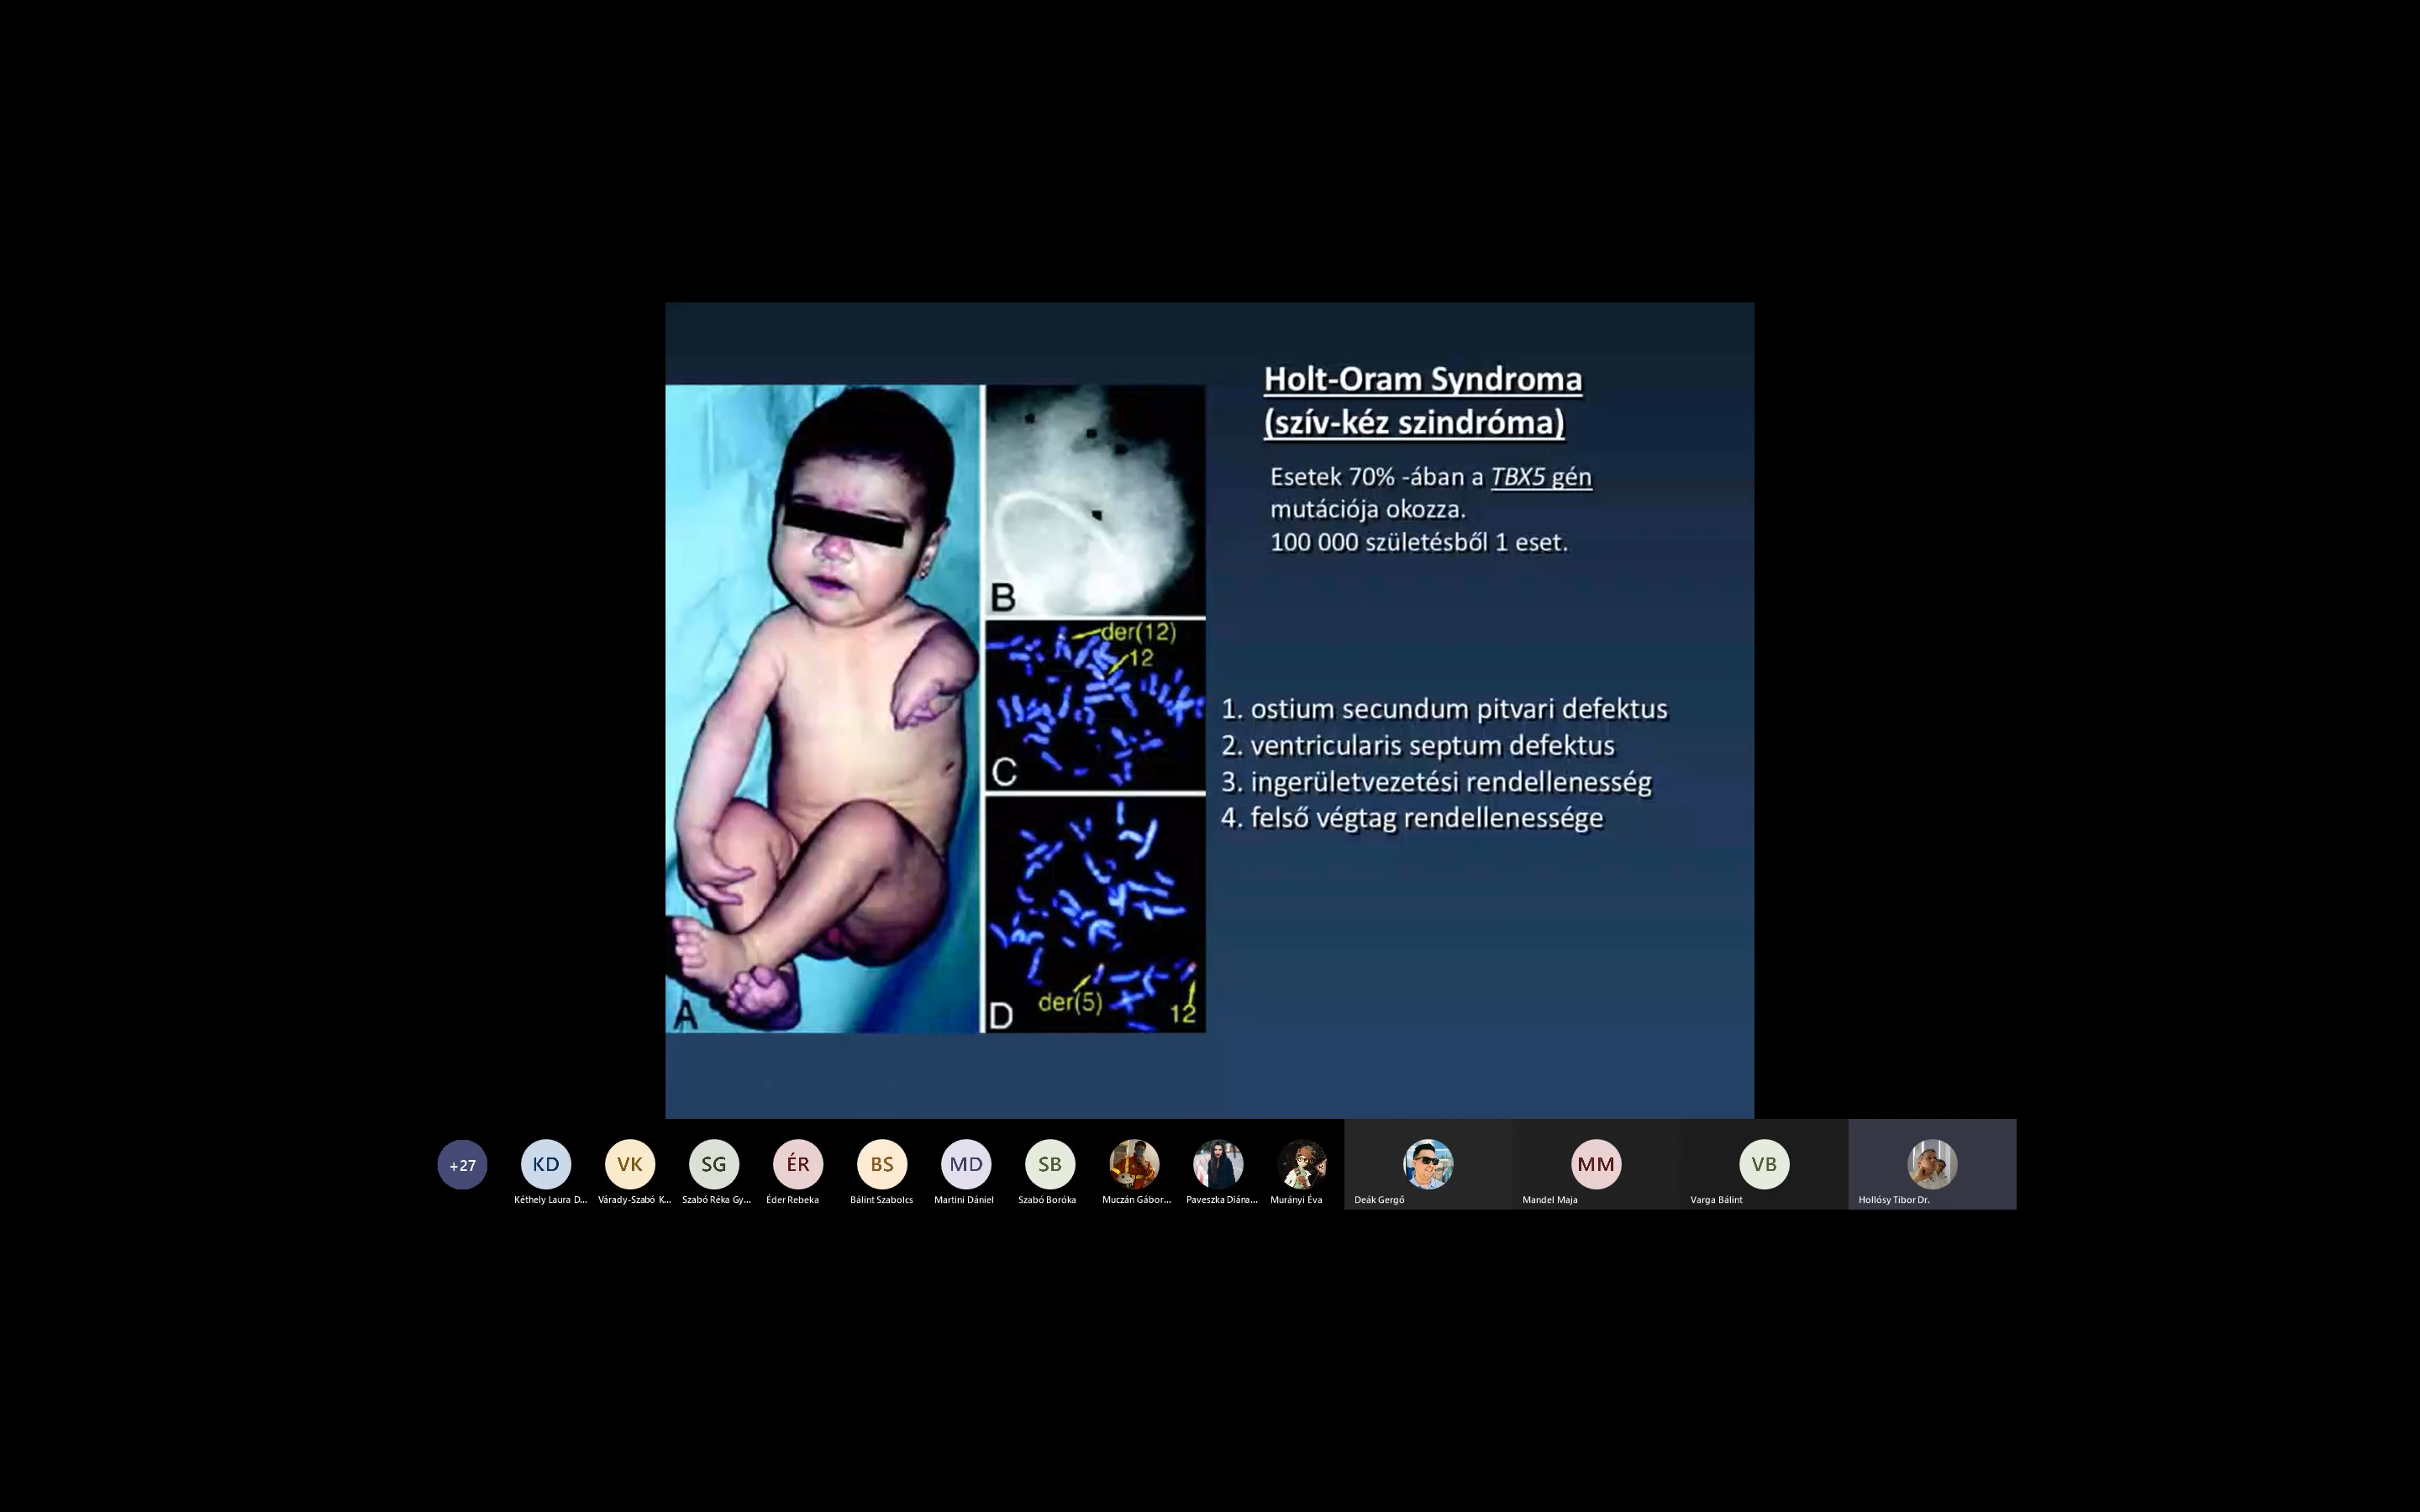 Holt-Oram Syndroma
(szív-kéz szindróma)
Esetek 70% -ában a TBX5 gén
mutációja okozza.
100 000 születésből 1 eset.
1. ostium secundum pitvari defektus
2. ventricularis septum defektus
3. ingerületvezetési rendellenesség
4. felső végtag rendellenessége
A
B
der(12)
12
C
der(5)
12
D
+27
KD
VK
SG
ÉR
BS
MD
SB
MM
VB
Kéthely Laura D...
Várady-Szabó K...
Szabó Réka Gy...
Éder Rebeka
Bálint Szabolcs
Martini Dániel
Szabó Boróka
Muczán Gábor...
Paveszka Diána...
Murányi Éva
Deák Gergő
Mandel Maja
Varga Bálint
Hollósy Tibor Dr.